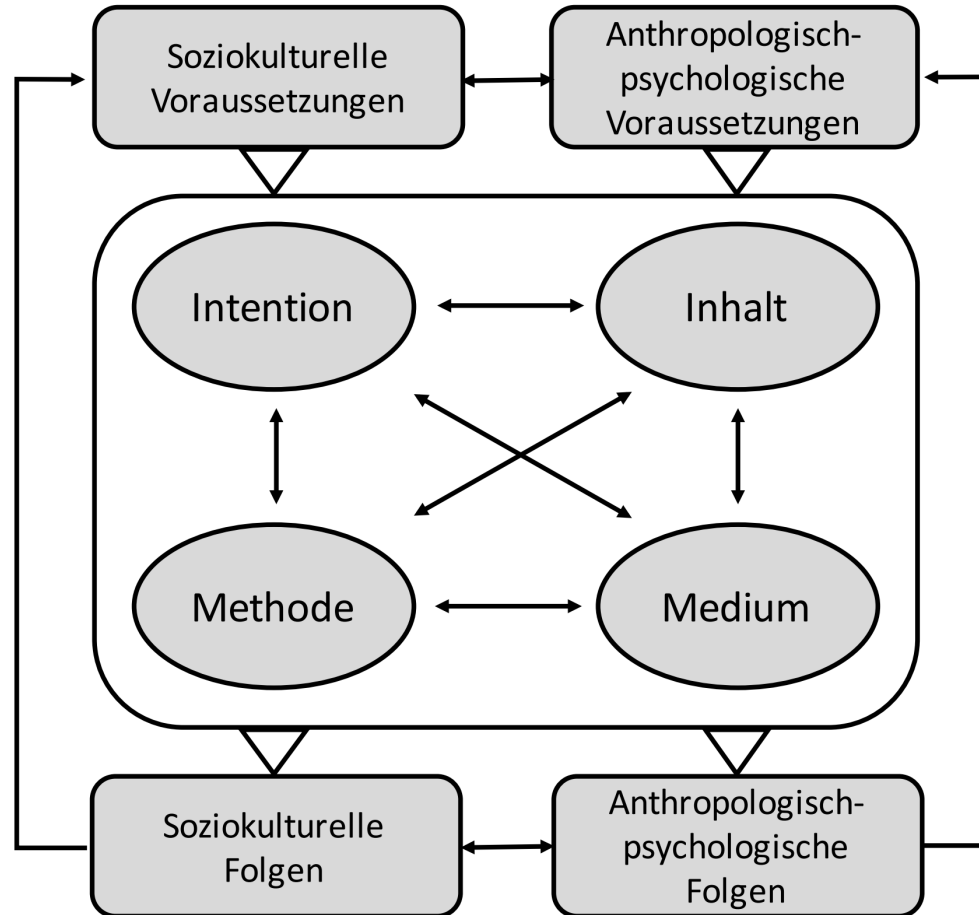 Soziokulturelle
Voraussetzungen
Anthropologisch-
psychologische
Voraussetzungen
Intention
Inhalt
Methode
Medium
Soziokulturelle
Folgen
Anthropologisch-
psychologische
Folgen